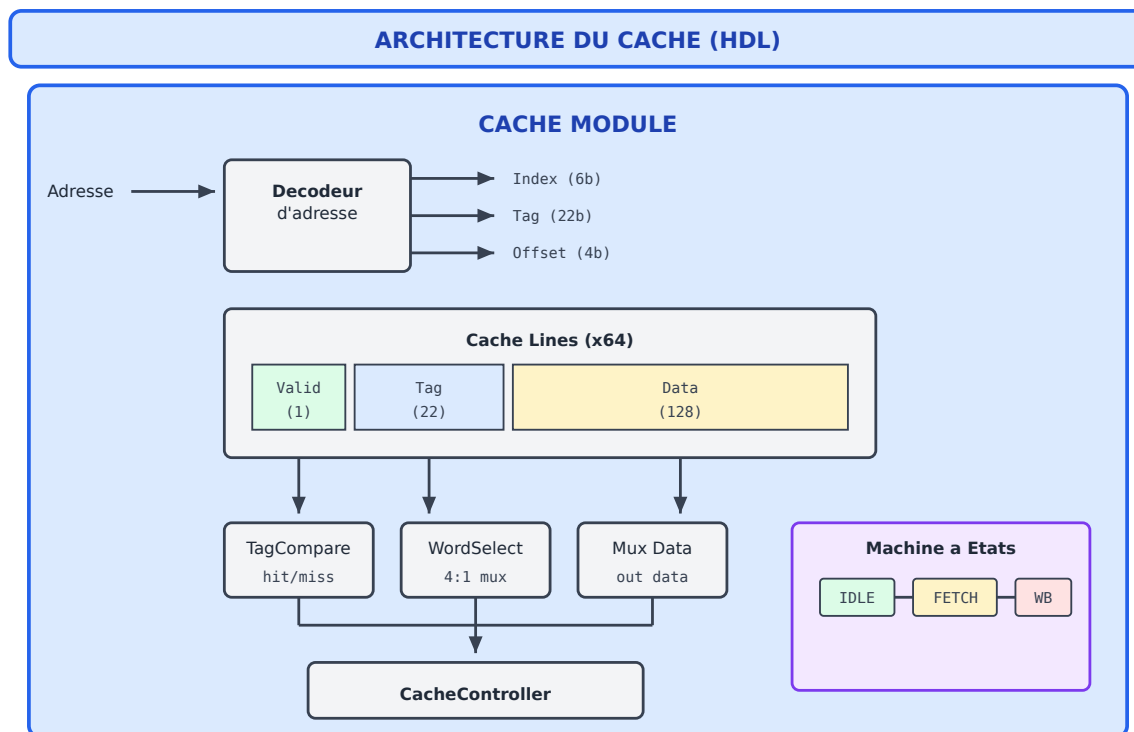 ARCHITECTURE DU CACHE (HDL)
CACHE MODULE
Adresse
Decodeur
d'adresse
Index (6b)
Tag (22b)
Offset (4b)
Cache Lines (x64)
Valid
(1)
Tag
(22)
Data
(128)
TagCompare
hit/miss
WordSelect
4:1 mux
Mux Data
out data
Machine a Etats
IDLE
FETCH
WB
CacheController